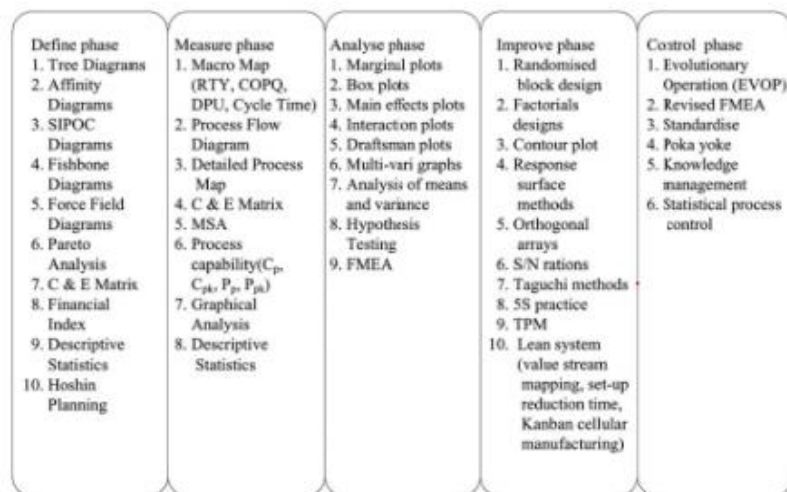 Define phase
1. Tree Diagrams
2. Affinity
Diagrams
3. SIPOC
Diagrams
4. Fishbone
Diagrams
5. Force Field
Diagrams
6. Pareto
Analysis
7. C & E Matrix
8. Financial
Index
9. Descriptive
Statistics
10. Hoshin
Planning
Measure phase
1. Macro Map
(RTY, COPQ,
DPU, Cycle Time)
2. Process Flow
Diagram
3. Detailed Process
Map
4. C & E Matrix
5. MSA
6. Process
capability(Cp,
Cpk, Pp, Ppk)
7. Graphical
Analysis
8. Descriptive
Statistics
Analyse phase
1. Marginal plots
2. Box plots
3. Main effects plots
4. Interaction plots
5. Draftsman plots
6. Multi-vari graphs
7. Analysis of means
and variance
8. Hypothesis
Testing
9. FMEA
Improve phase
1. Randomised
block design
2. Factorials
designs
3. Contour plot
4. Response
surface
methods
5. Orthogonal
arrays
6. S/N rations
7. Taguchi methods
8. 5S practice
9. TPM
10. Lean system
(value stream
mapping, set-up
reduction time,
Kanban cellular
manufacturing)
Control phase
1. Evolutionary
Operation (EVOP)
2. Revised FMEA
3. Standardise
4. Poka yoke
5. Knowledge
management
6. Statistical process
control